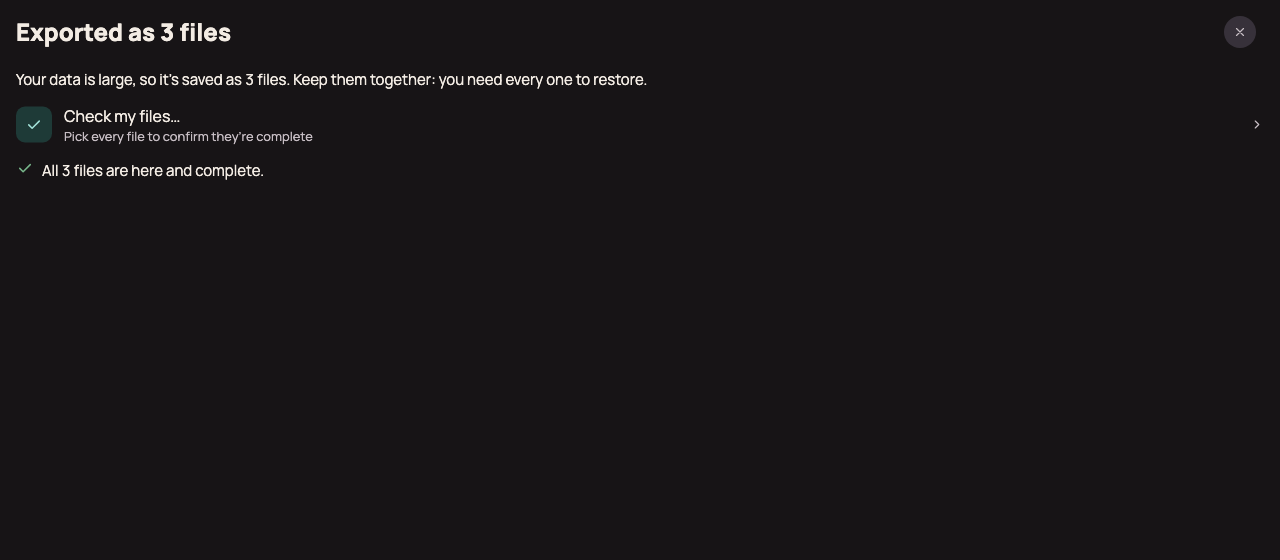 Exported as 3 files
Your data is large, so it's saved as 3 files. Keep them together: you need every one to restore.
Check my files…
Pick every file to confirm they're complete
All 3 files are here and complete.